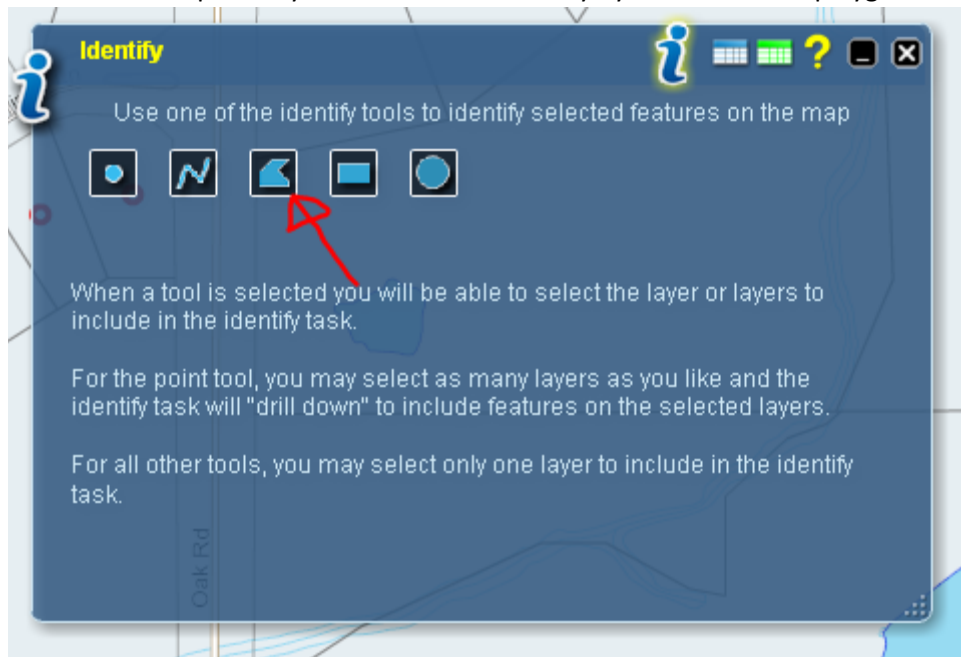 Identify
?
Use one of the identify tools to identify selected features on the map
When a tool is selected you will be able to select the layer or layers to
include in the identify task.
For the point tool, you may select as many layers as you like and the
identify task will "drill down" to include features on the selected layers.
For all other tools, you may select only one layer to include in the identify
task.
Oak Rd